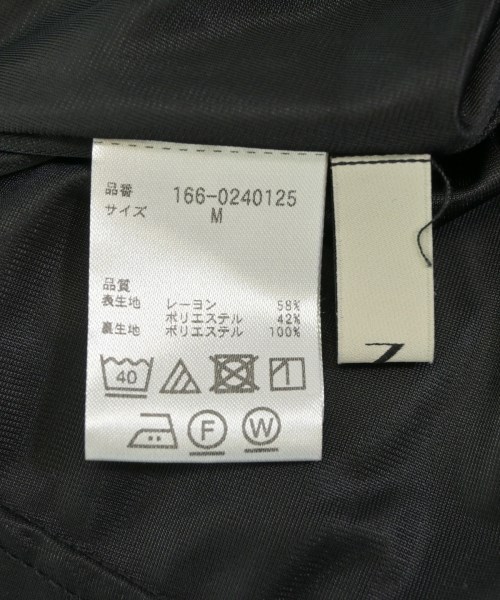 品番 166-0240125
サイズ M
品質
表生地 レーヨン 58%
ポリエステル 42%
裏生地 ポリエステル 100%
40
F W